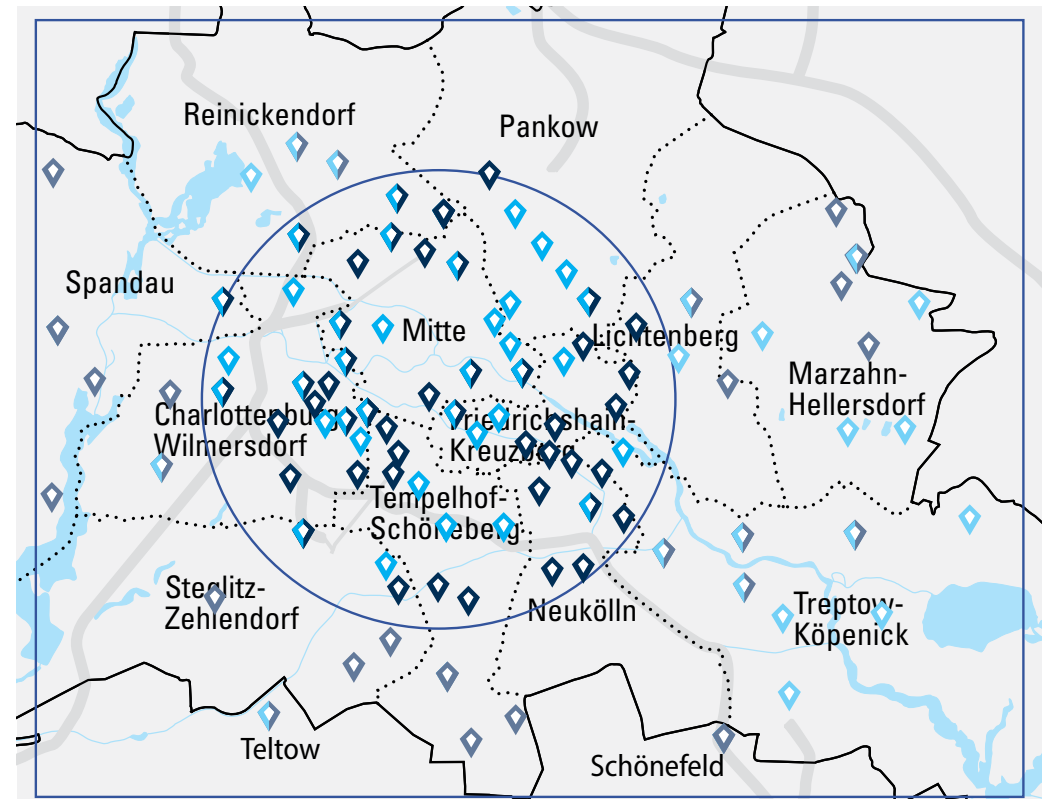 Reinickendorf
Pankow
Spandau
Mitte
Lichtenberg
Marzahn-
Hellersdorf
Charlottenburg
Wilmersdorf
Friedrichshain-
Kreuzberg
Tempelhof-
Schöneberg
Steglitz-
Zehlendorf
Neukölln
Treptow-
Köpenick
Teltow
Schönefeld